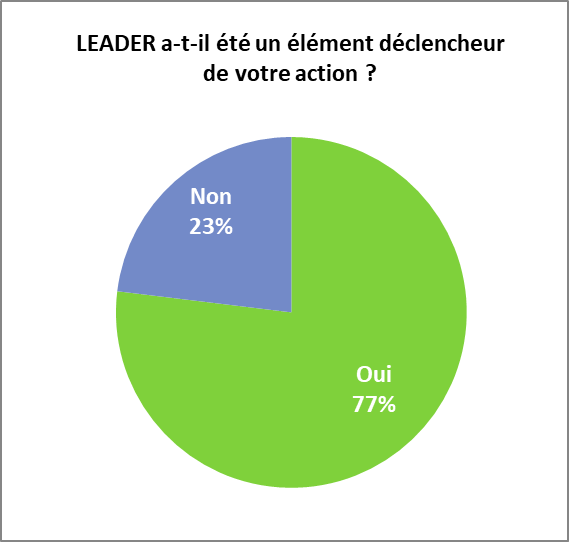 LEADER a-t-il été un élément déclencheur
de votre action ?
Non
23%
Oui
77%